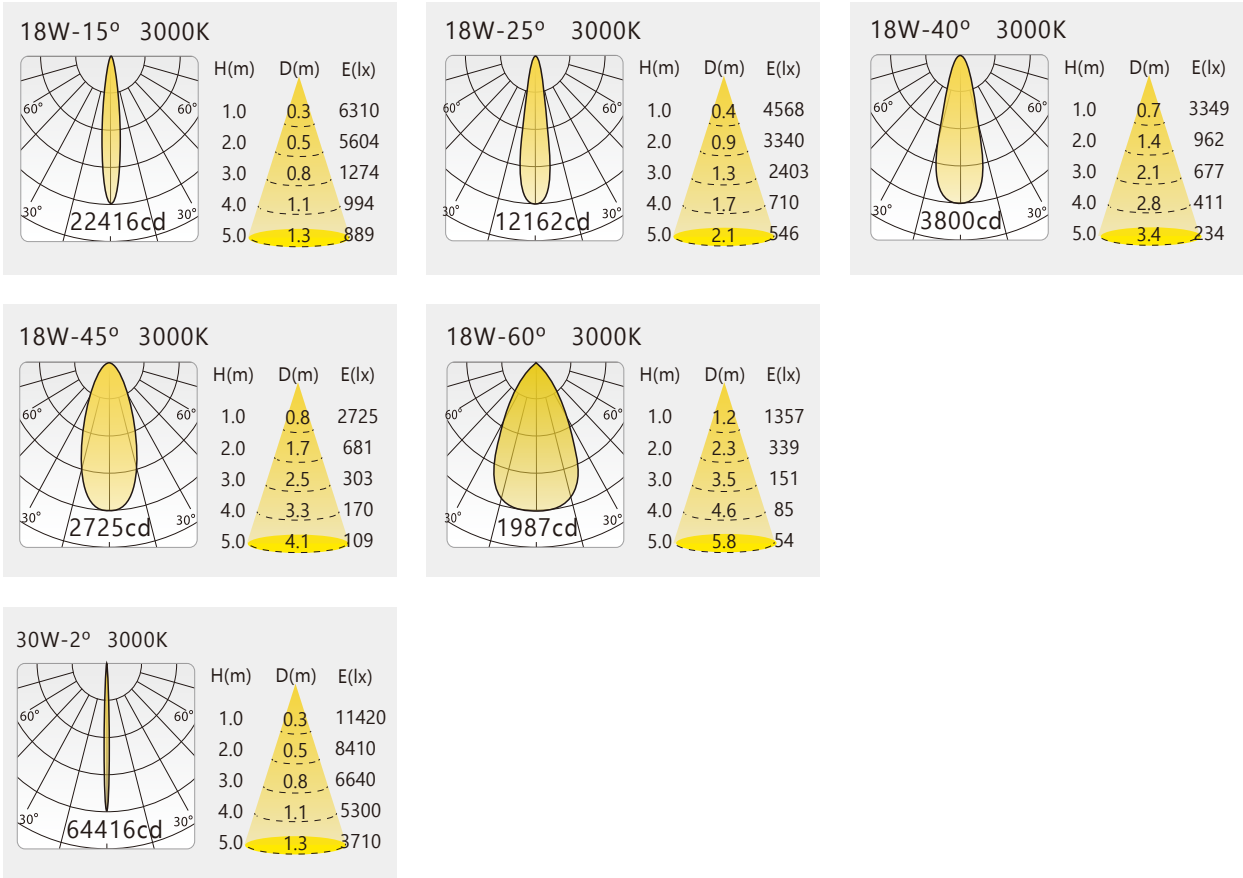 18W-15º 3000K
H(m) D(m) E(lx)
60° 60°
1.0 0.3 6310
2.0 0.5 5604
3.0 0.8 1274
4.0 1.1 994
30° 30°
22416cd
5.0 1.3 889
18W-25º 3000K
H(m) D(m) E(lx)
60° 60°
1.0 0.4 4568
2.0 0.9 3340
3.0 1.3 2403
4.0 1.7 710
30° 30°
12162cd
5.0 2.1 546
18W-40º 3000K
H(m) D(m) E(lx)
60° 60°
1.0 0.7 3349
2.0 1.4 962
3.0 2.1 677
4.0 2.8 411
30° 30°
3800cd
5.0 3.4 234
18W-45º 3000K
H(m) D(m) E(lx)
60° 60°
1.0 0.8 2725
2.0 1.7 681
3.0 2.5 303
4.0 3.3 170
30° 30°
2725cd
5.0 4.1 109
18W-60º 3000K
H(m) D(m) E(lx)
60° 60°
1.0 1.2 1357
2.0 2.3 339
3.0 3.5 151
4.0 4.6 85
30° 30°
1987cd
5.0 5.8 54
30W-2º 3000K
H(m) D(m) E(lx)
60° 60°
1.0 0.3 11420
2.0 0.5 8410
3.0 0.8 6640
4.0 1.1 5300
30° 30°
64416cd
5.0 1.3 3710